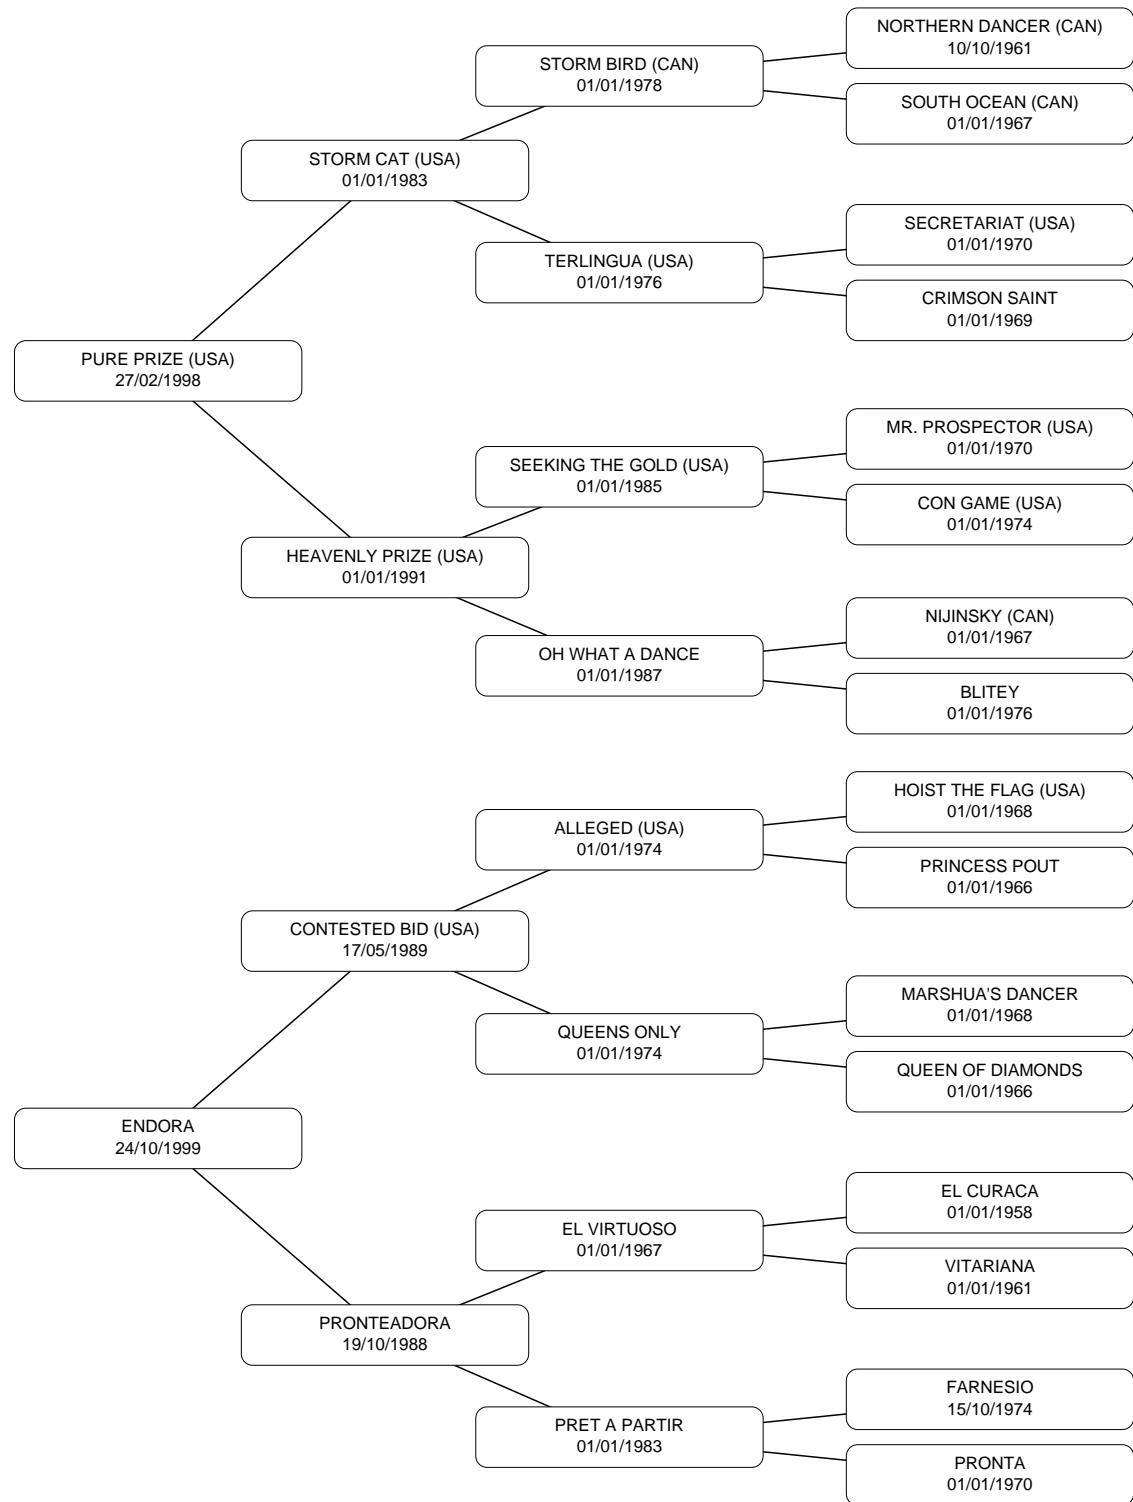 NORTHERN DANCER (CAN)
10/10/1961
STORM BIRD (CAN)
01/01/1978
SOUTH OCEAN (CAN)
01/01/1967
STORM CAT (USA)
01/01/1983
SECRETARIAT (USA)
01/01/1970
TERLINGUA (USA)
01/01/1976
CRIMSON SAINT
01/01/1969
PURE PRIZE (USA)
27/02/1998
MR. PROSPECTOR (USA)
01/01/1970
SEEKING THE GOLD (USA)
01/01/1985
CON GAME (USA)
01/01/1974
HEAVENLY PRIZE (USA)
01/01/1991
NIJINSKY (CAN)
01/01/1967
OH WHAT A DANCE
01/01/1987
BLITEY
01/01/1976
HOIST THE FLAG (USA)
01/01/1968
ALLEGED (USA)
01/01/1974
PRINCESS POUT
01/01/1966
CONTESTED BID (USA)
17/05/1989
MARSHUA'S DANCER
01/01/1968
QUEENS ONLY
01/01/1974
QUEEN OF DIAMONDS
01/01/1966
ENDORA
24/10/1999
EL CURACA
01/01/1958
EL VIRTUOSO
01/01/1967
VITARIANA
01/01/1961
PRONTEADORA
19/10/1988
FARNESIO
15/10/1974
PRET A PARTIR
01/01/1983
PRONTA
01/01/1970